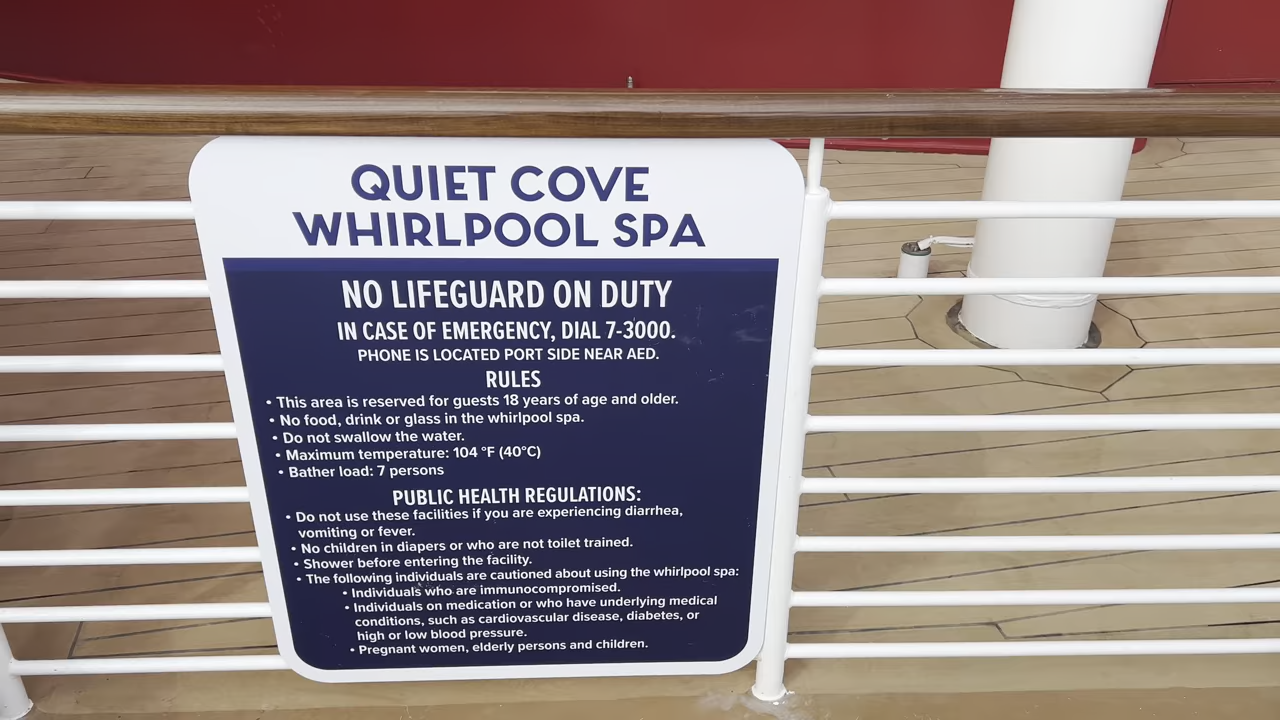 QUIET COVE
WHIRLPOOL SPA
NO LIFEGUARD ON DUTY
IN CASE OF EMERGENCY, DIAL 7-3000.
PHONE IS LOCATED PORT SIDE NEAR AED.
RULES
• This area is reserved for guests 18 years of age and older.
• No food, drink or glass in the whirlpool spa.
• Do not swallow the water.
• Maximum temperature: 104 °F (40°C)
• Bather load: 7 persons
PUBLIC HEALTH REGULATIONS:
• Do not use these facilities if you are experiencing diarrhea,
vomiting or fever.
• No children in diapers or who are not toilet trained.
• Shower before entering the facility.
• The following individuals are cautioned about using the whirlpool spa:
• Individuals who are immunocompromised.
• Individuals on medication or who have underlying medical
conditions, such as cardiovascular disease, diabetes, or
high or low blood pressure.
• Pregnant women, elderly persons and children.